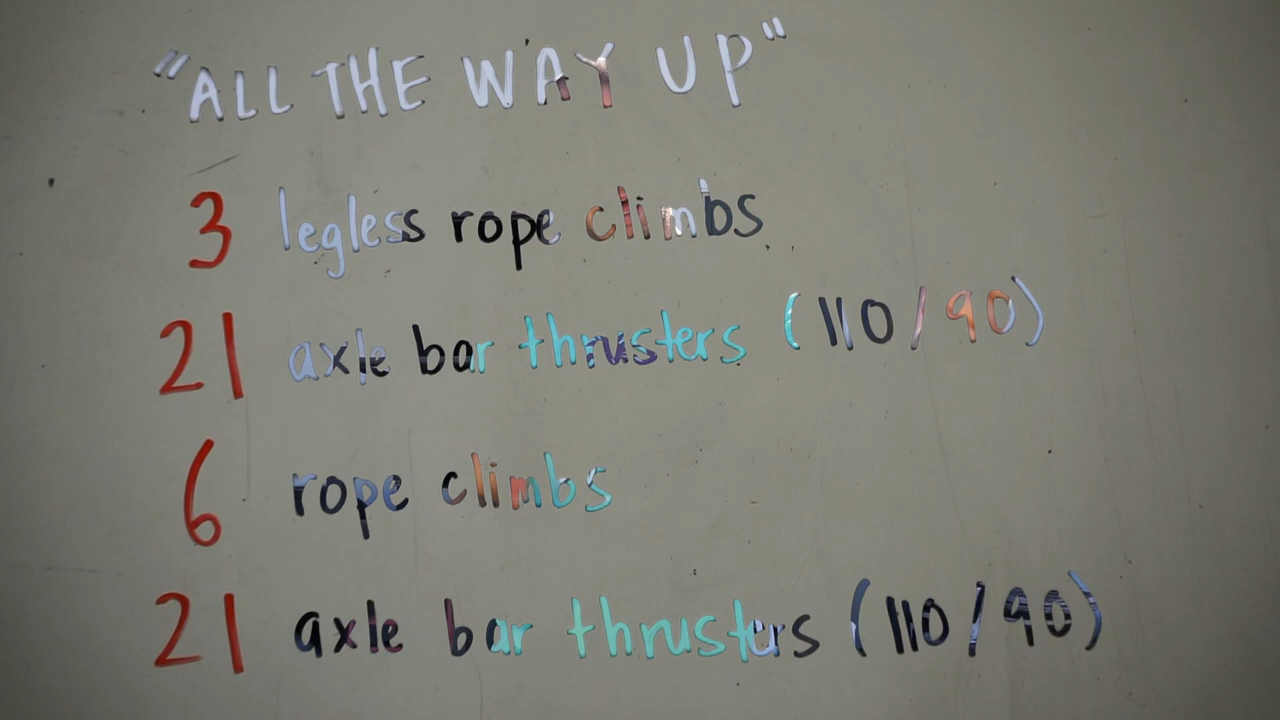 "ALL THE WAY UP"
3 legless rope climbs
21 axle bar thrusters (110/90)
6 rope climbs
21 axle bar thrusters (110/90)